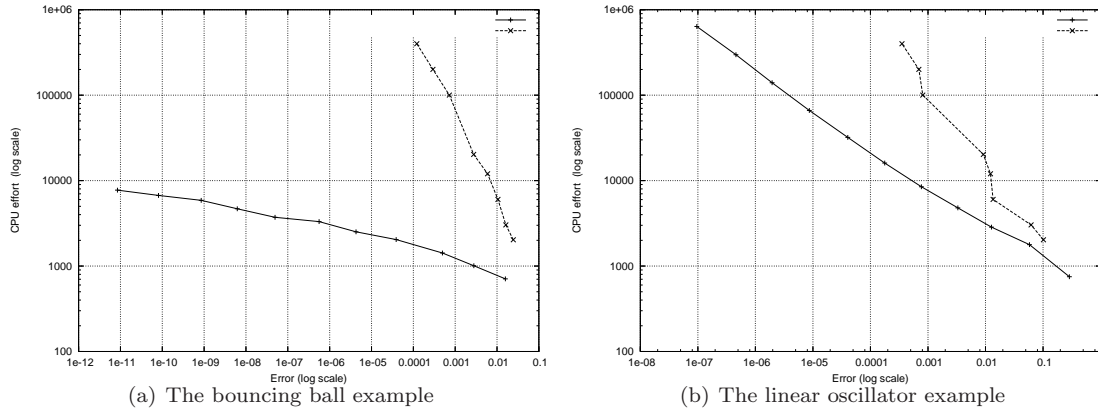 1e+06
100000
10000
1000
100
CPU effort (log scale)
1e-12 1e-11 1e-10 1e-09 1e-08 1e-07 1e-06 1e-05 0.0001 0.001 0.01 0.1
Error (log scale)
(a) The bouncing ball example
1e+06
100000
10000
1000
100
CPU effort (log scale)
1e-08 1e-07 1e-06 1e-05 0.0001 0.001 0.01 0.1
Error (log scale)
(b) The linear oscillator example